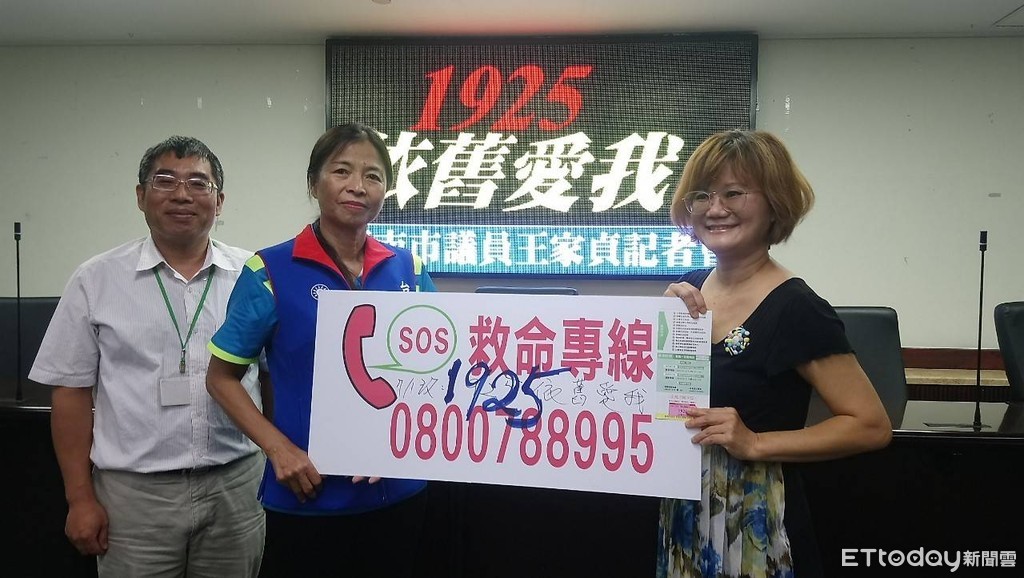 1925
依舊愛我
南市議員王家貞記者會
SOS 救命專線
1925 依舊愛我
0800788995
ETtoday新聞雲